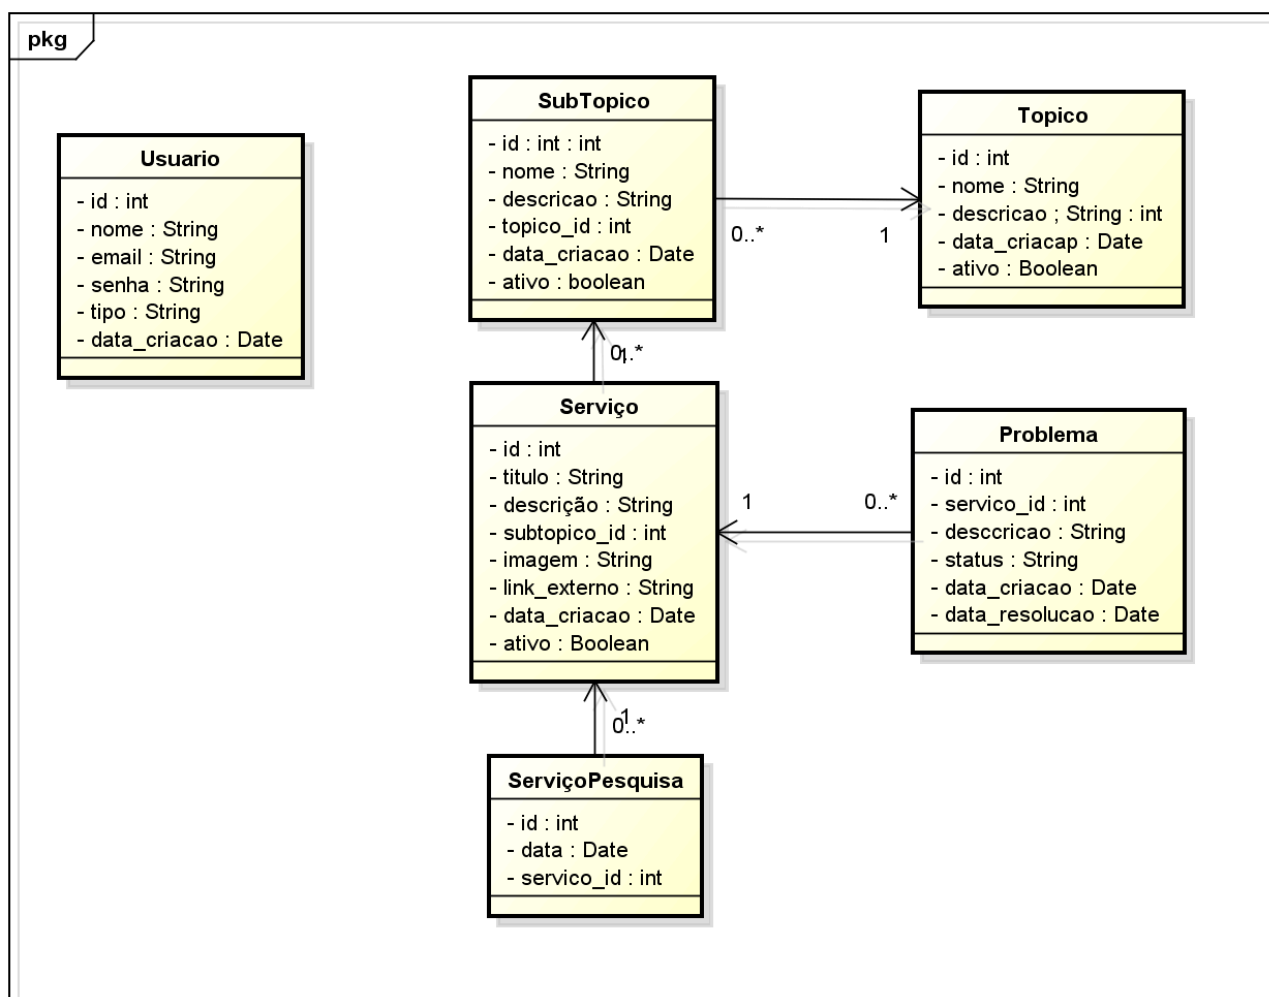 pkg
Usuario
- id : int
- nome : String
- email : String
- senha : String
- tipo : String
- data_criacao : Date
SubTopico
- id : int : int
- nome : String
- descricao : String
- topico_id : int
- data_criacao : Date
- ativo : boolean
0..*
1
Topico
- id : int
- nome : String
- descricao ; String : int
- data_criacap : Date
- ativo : Boolean
0..*
1
Serviço
- id : int
- titulo : String
- descrição : String
- subtopico_id : int
- imagem : String
- link_externo : String
- data_criacao : Date
- ativo : Boolean
1
0..*
Problema
- id : int
- servico_id : int
- desccricao : String
- status : String
- data_criacao : Date
- data_resolucao : Date
1
0..*
ServiçoPesquisa
- id : int
- data : Date
- servico_id : int